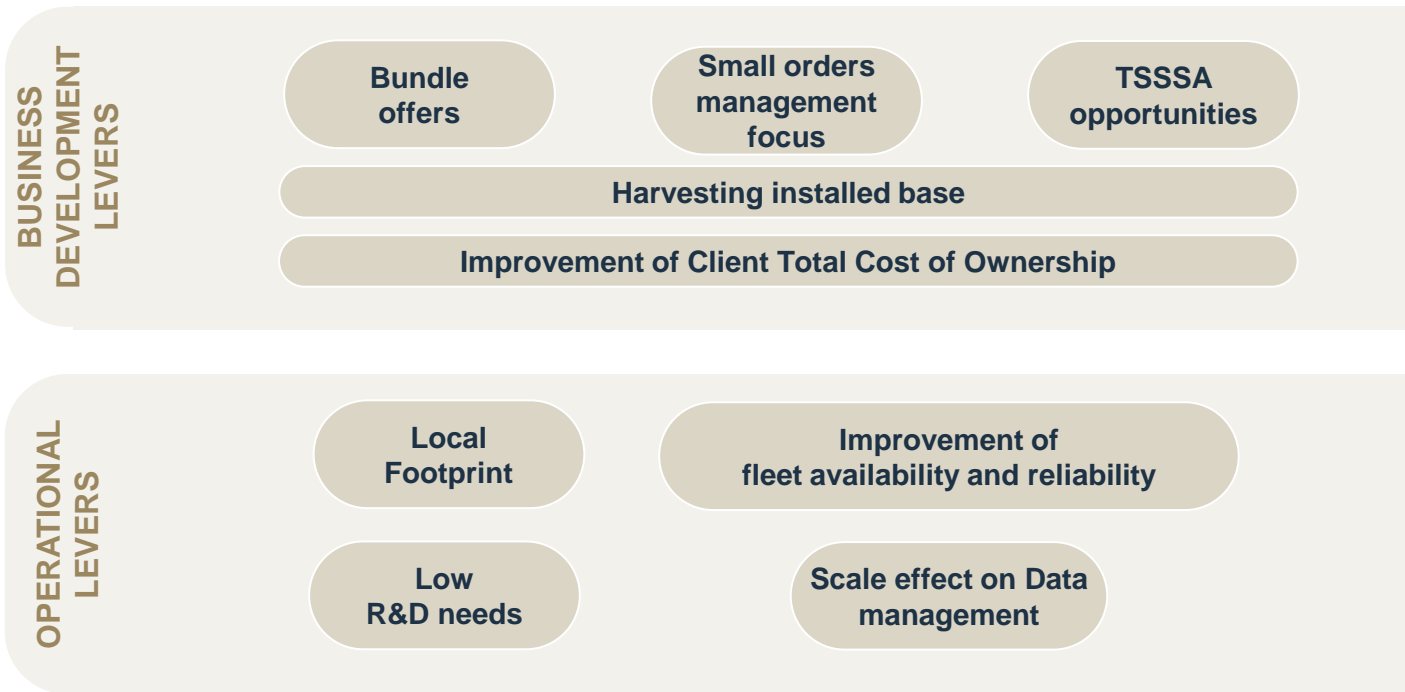 BUSINESS
DEVELOPMENT
LEVERS
Bundle
offers
Small orders
management
focus
TSSSA
opportunities
Harvesting installed base
Improvement of Client Total Cost of Ownership
OPERATIONAL
LEVERS
Local
Footprint
Improvement of
fleet availability and reliability
Low
R&D needs
Scale effect on Data
management